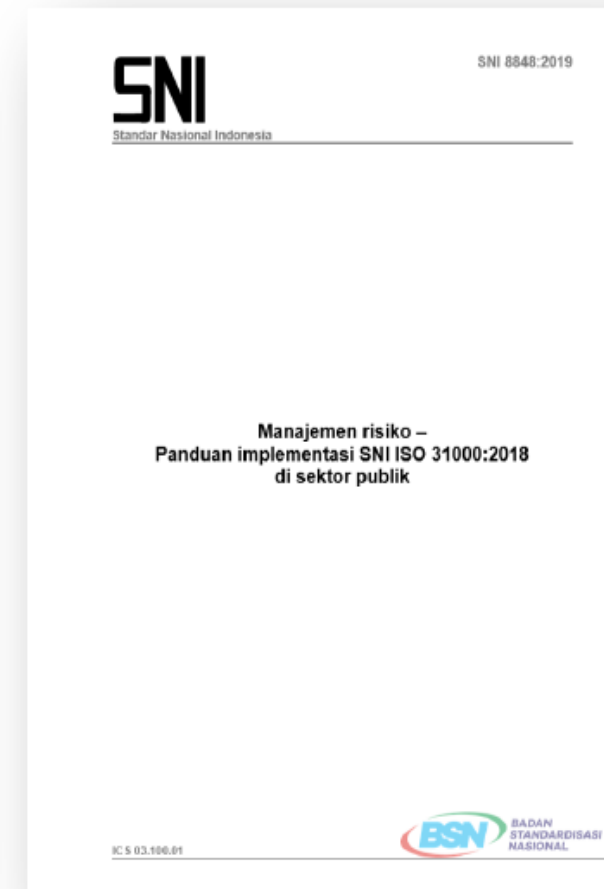 SNI
SNI 8848:2019
Standar Nasional Indonesia
Manajemen risiko –
Panduan implementasi SNI ISO 31000:2018
di sektor publik
ICS 03.100.01
BSN
BADAN
STANDARDISASI
NASIONAL